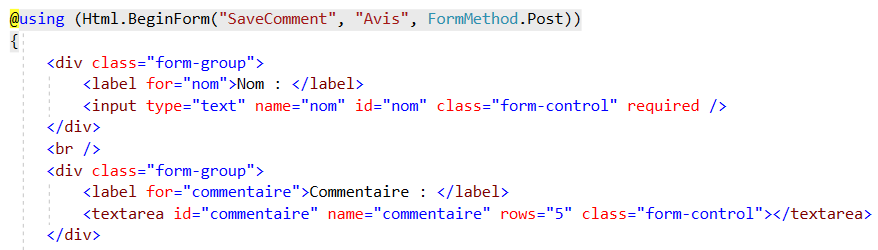 @using (Html.BeginForm("SaveComment", "Avis", FormMethod.Post))
{
<div class="form-group">
<label for="nom">Nom : </label>
<input type="text" name="nom" id="nom" class="form-control" required />
</div>
<br />
<div class="form-group">
<label for="commentaire">Commentaire : </label>
<textarea id="commentaire" name="commentaire" rows="5" class="form-control"></textarea>
</div>